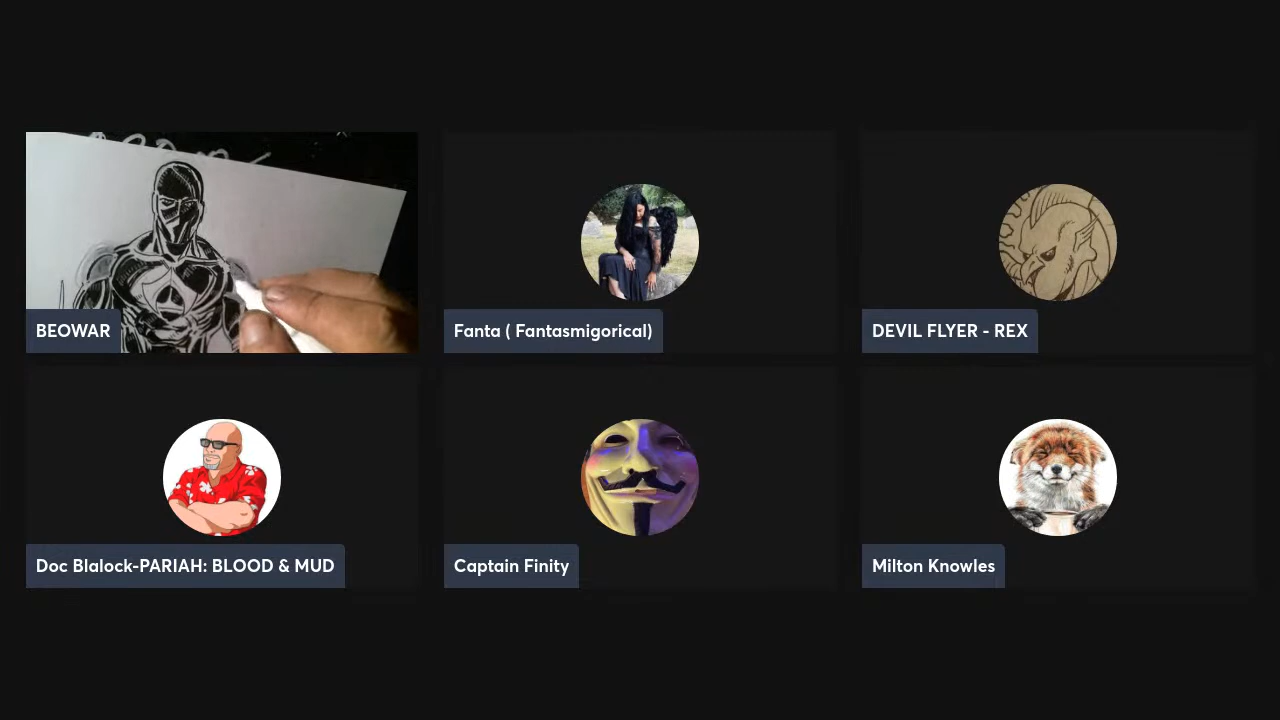 BEOWAR
Fanta ( Fantasmigorical)
DEVIL FLYER - REX
Doc Blalock-PARIAH: BLOOD & MUD
Captain Finity
Milton Knowles